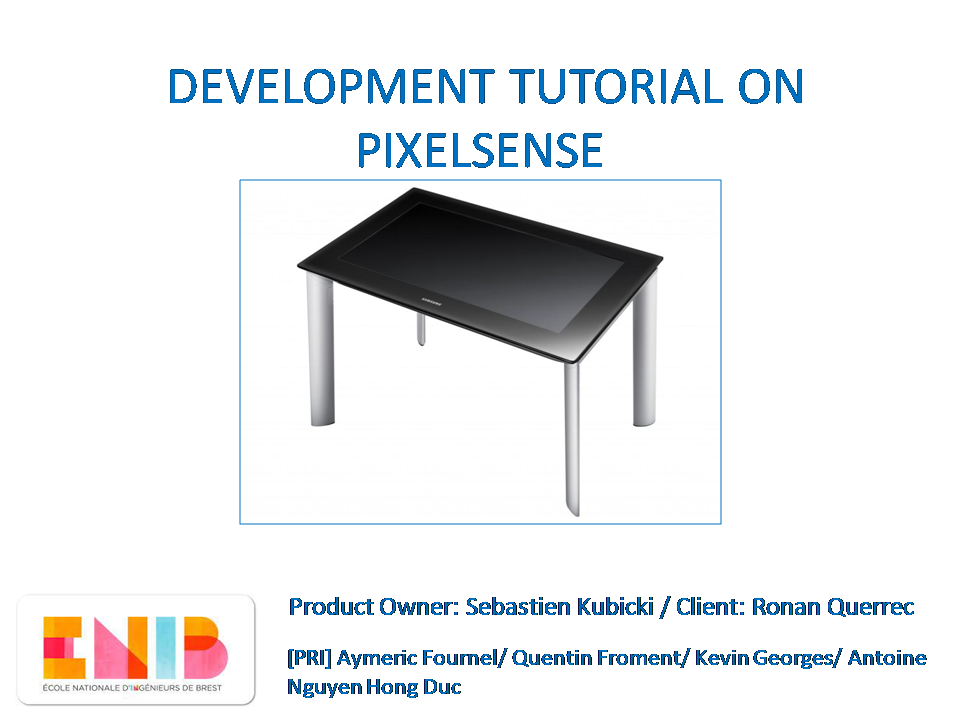 DEVELOPMENT TUTORIAL ON
PIXELSENSE
SAMSUNG
Product Owner: Sebastien Kubicki / Client: Ronan Querrec
ENIB
ÉCOLE NATIONALE D'INGÉNIEURS DE BREST
[PRI] Aymeric Fournel/ Quentin Froment/ Kevin Georges/ Antoine
Nguyen Hong Duc